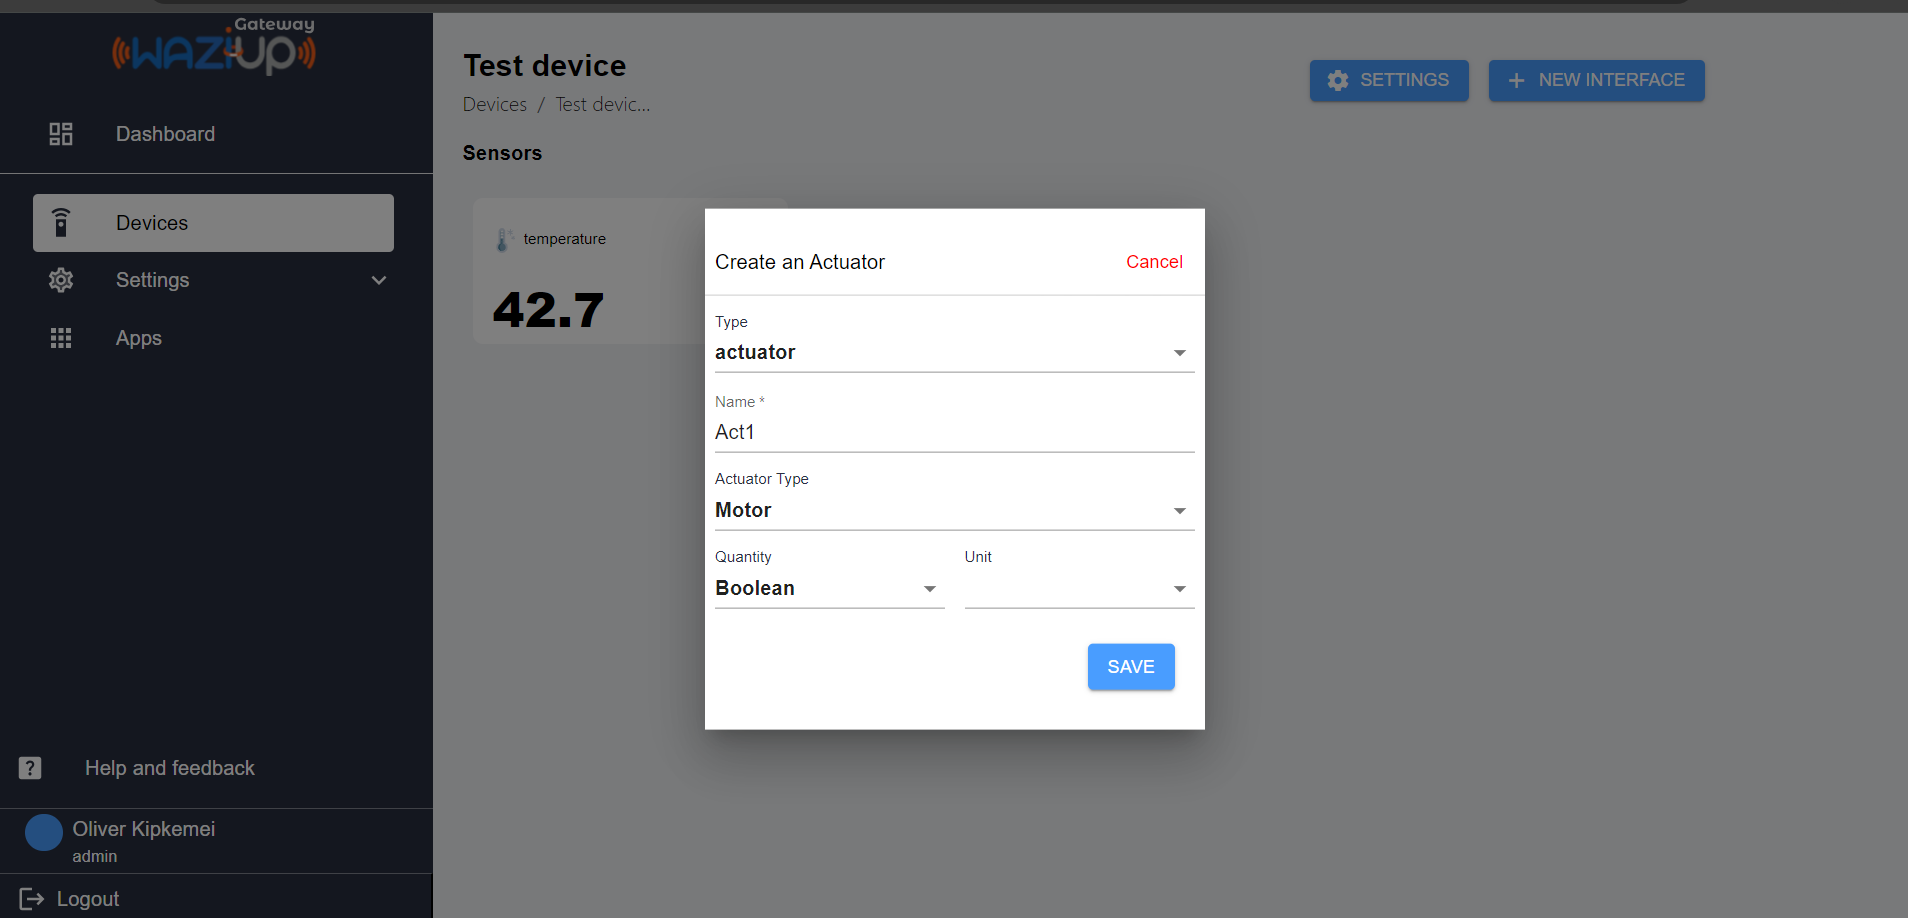 Gateway
WAZIUP
Dashboard
Devices
Settings
Apps
Help and feedback
Oliver Kipkemei
admin
Logout
Test device
Devices / Test devic...
SETTINGS
NEW INTERFACE
Sensors
temperature
42.7
Create an Actuator
Cancel
Type
actuator
Name *
Act1
Actuator Type
Motor
Quantity
Unit
Boolean
SAVE